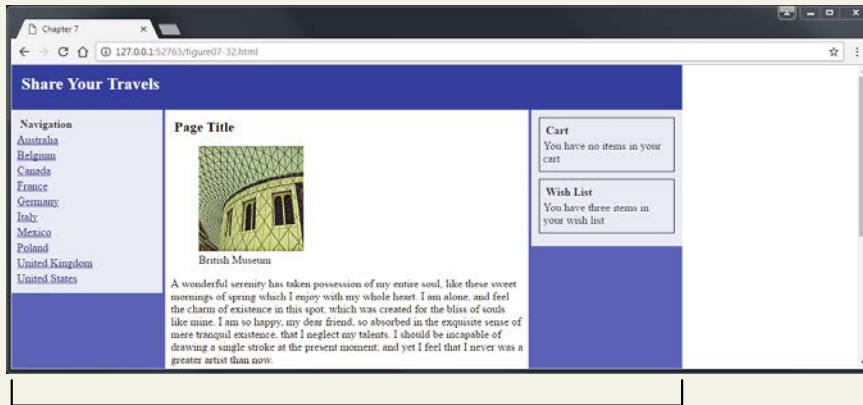 Chapter 7
127.0.0.1:52763/figure07-32.html
Share Your Travels
Navigation
Australia
Belgium
Canada
France
Germany
Italy
Mexico
Poland
United Kingdom
United States
Page Title
British Museum
A wonderful serenity has taken possession of my entire soul, like these sweet
mornings of spring which I enjoy with my whole heart. I am alone, and feel
the charm of existence in this spot, which was created for the bliss of souls
like mine. I am so happy, my dear friend, so absorbed in the exquisite sense of
mere tranquil existence, that I neglect my talents. I should be incapable of
drawing a single stroke at the present moment; and yet I feel that I never was a
greater artist than now.
Cart
You have no items in your
cart
Wish List
You have three items in
your wish list